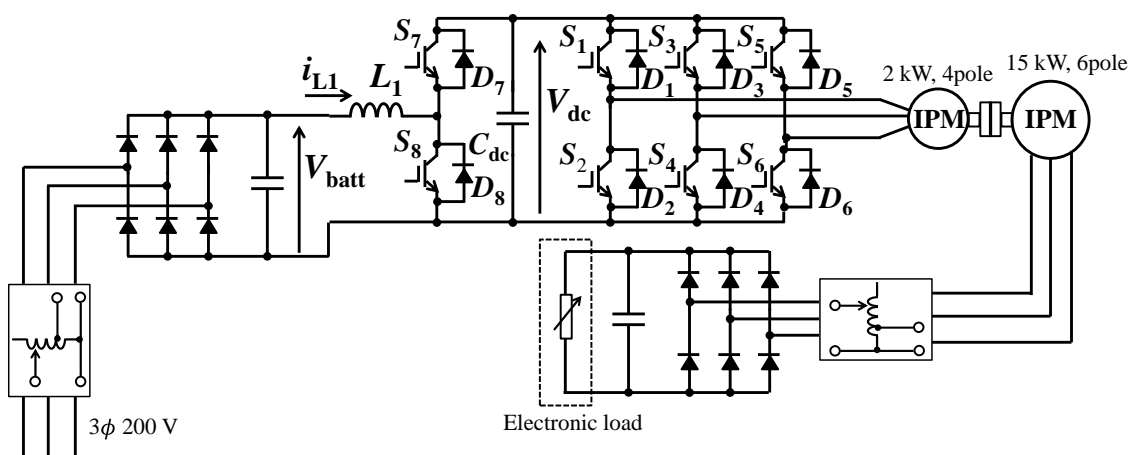 S7
D7
iL1
L1
Vbatt
S8
D8
Cdc
Vdc
S1
D1
S3
D3
S5
D5
S2
D2
S4
D4
S6
D6
2 kW, 4pole
15 kW, 6pole
IPM
IPM
3ϕ 200 V
Electronic load